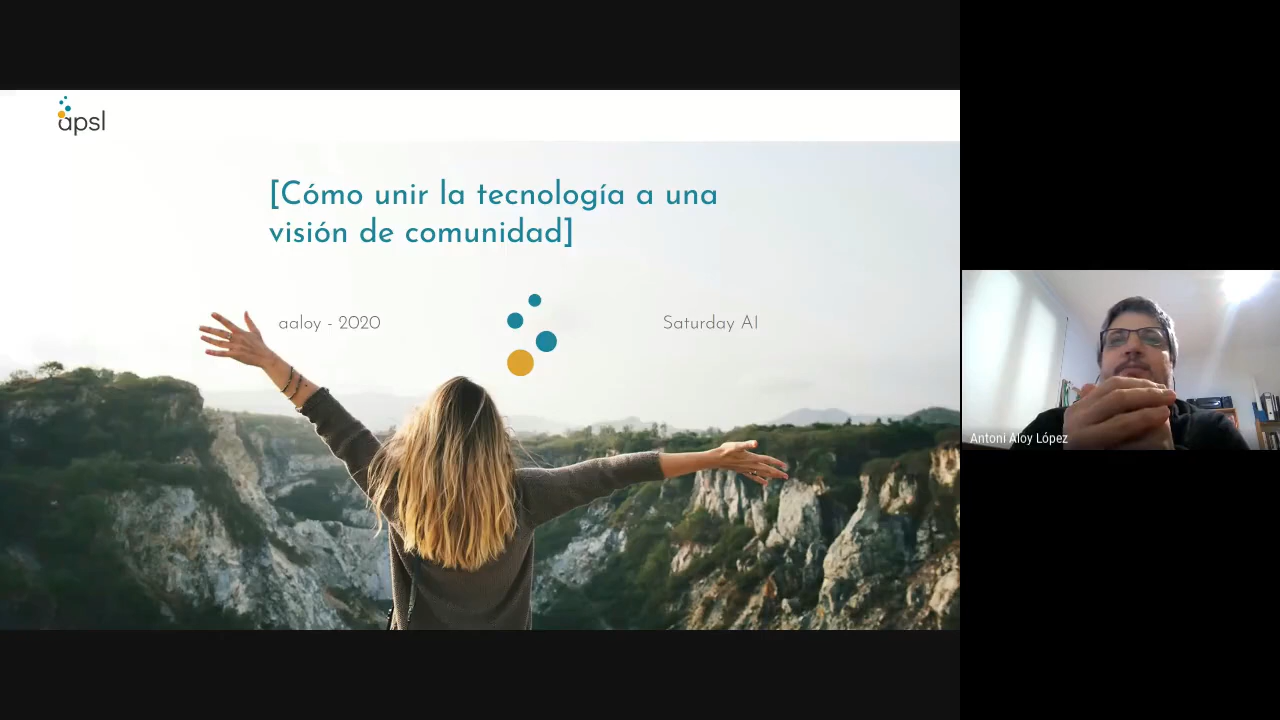 apsl
[Cómo unir la tecnología a una
visión de comunidad]
aaloy - 2020
Saturday AI
Antoni Aloy López